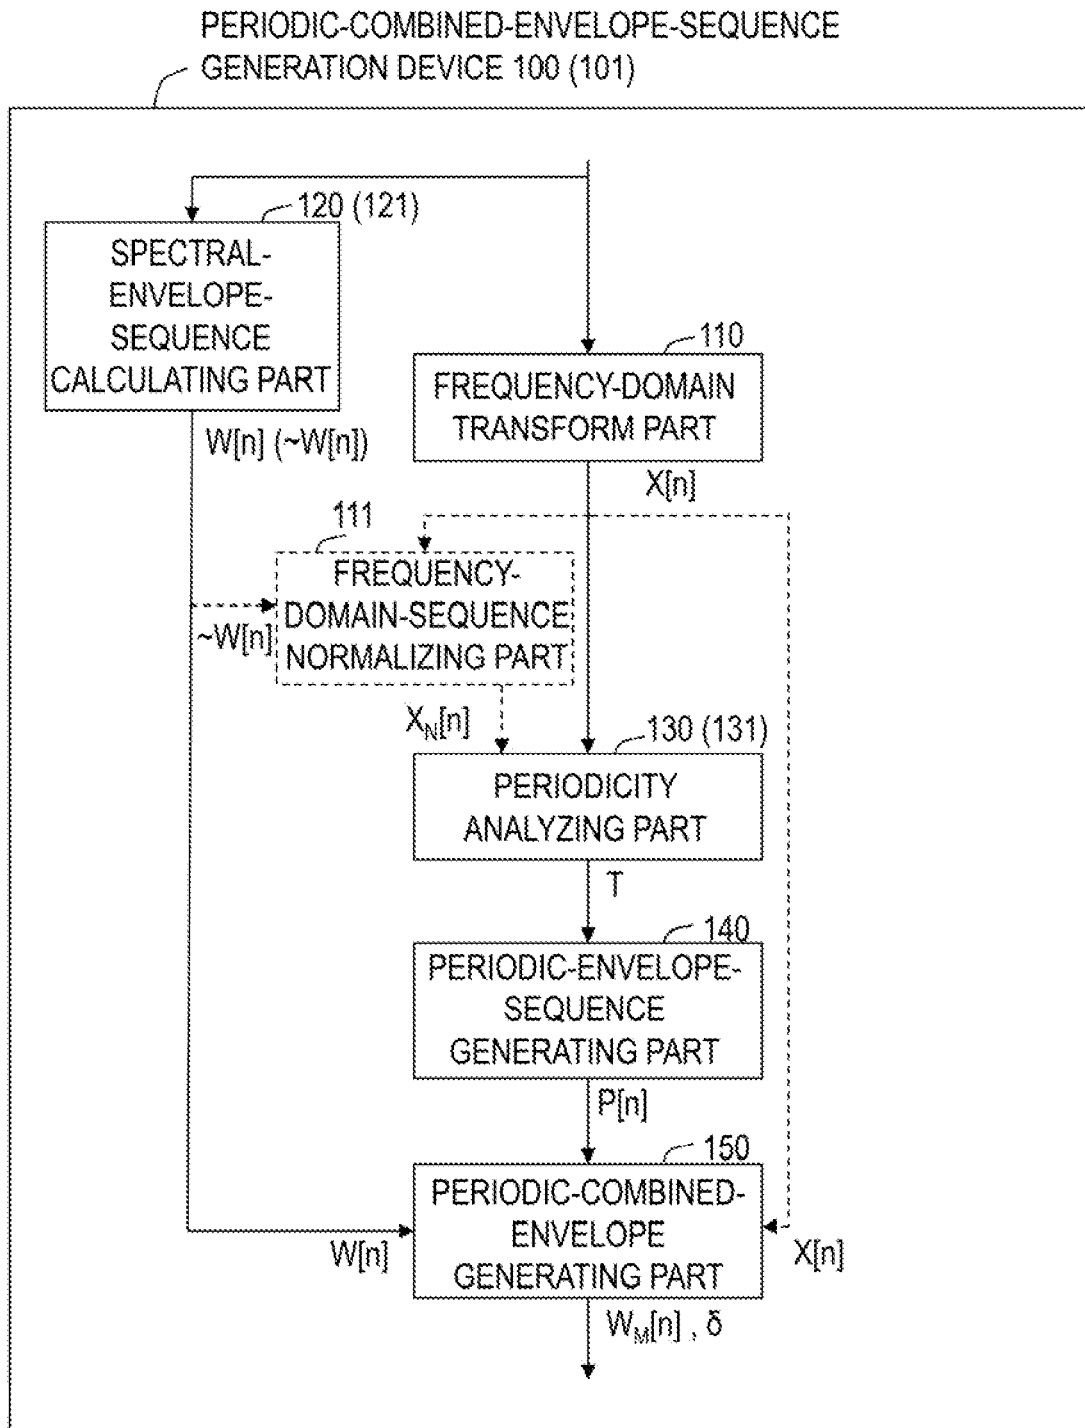 PERIODIC-COMBINED-ENVELOPE-SEQUENCE
GENERATION DEVICE 100 (101)
120 (121)
SPECTRAL-
ENVELOPE-
SEQUENCE
CALCULATING PART
110
FREQUENCY-DOMAIN
TRANSFORM PART
W[n] (~W[n])
X[n]
111
FREQUENCY-
DOMAIN-SEQUENCE
NORMALIZING PART
~W[n]
X_N[n]
130 (131)
PERIODICITY
ANALYZING PART
T
140
PERIODIC-ENVELOPE-
SEQUENCE
GENERATING PART
P[n]
150
PERIODIC-COMBINED-
ENVELOPE
GENERATING PART
W[n]
X[n]
W_M[n] , δ